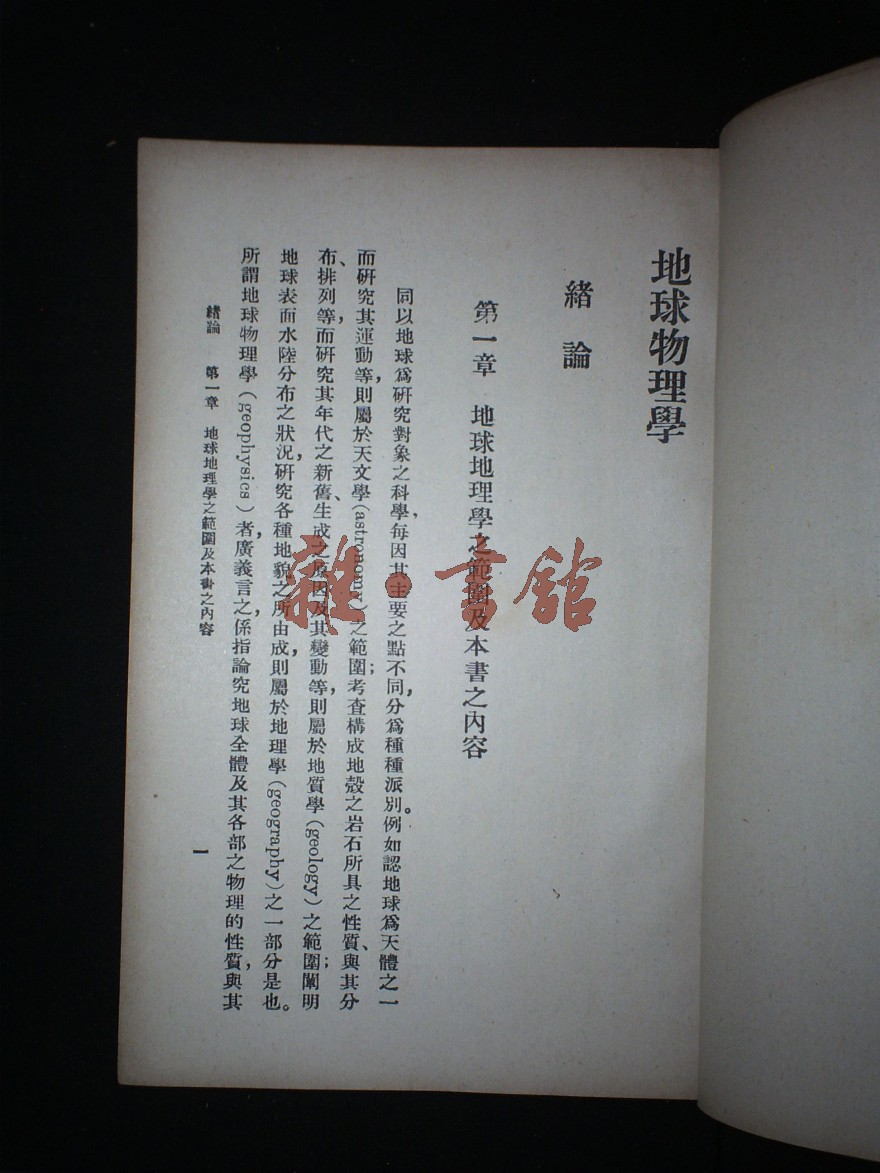 地球物理學
緒論
第一章 地球地理學之範圍及本書之內容
同以地球爲硏究對象之科學，每因其主要之點不同，分爲種種派別。例如認地球爲天體之一
而硏究其運動等，則屬於天文學(astronomy)之範圍；考查構成地殼之岩石所具之性質、與其分
布、排列等，而硏究其年代之新舊、生成之原因及其變動等，則屬於地質學(geology)之範圍；闡明
地球表面水陸分布之狀況，硏究各種地貌之所由成，則屬於地理學(geography)之一部分是也。
所謂地球物理學(geophysics)者，廣義言之，係指論究地球全體及其各部之物理的性質，與其
緒論 第一章 地球地理學之範圍及本書之內容
一
雜·書館